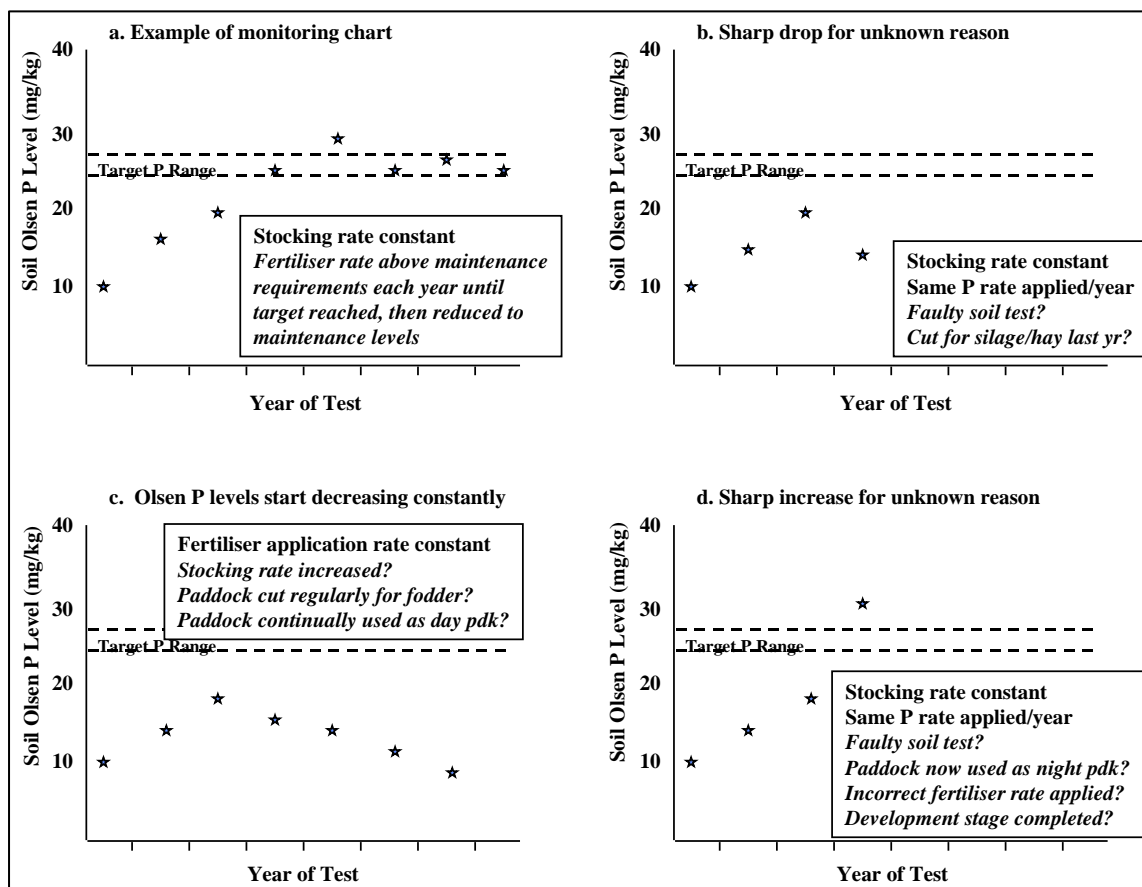 a. Example of monitoring chart
Soil Olsen P Level (mg/kg)
40
30
20
10
Target P Range
Stocking rate constant
Fertiliser rate above maintenance
requirements each year until
target reached, then reduced to
maintenance levels
Year of Test
b. Sharp drop for unknown reason
Soil Olsen P Level (mg/kg)
40
30
20
10
Target P Range
Stocking rate constant
Same P rate applied/year
Faulty soil test?
Cut for silage/hay last yr?
Year of Test
c. Olsen P levels start decreasing constantly
Soil Olsen P Level (mg/kg)
40
30
20
10
Fertiliser application rate constant
Stocking rate increased?
Paddock cut regularly for fodder?
Paddock continually used as day pdk?
Target P Range
Year of Test
d. Sharp increase for unknown reason
Soil Olsen P Level (mg/kg)
40
30
20
10
Target P Range
Stocking rate constant
Same P rate applied/year
Faulty soil test?
Paddock now used as night pdk?
Incorrect fertiliser rate applied?
Development stage completed?
Year of Test